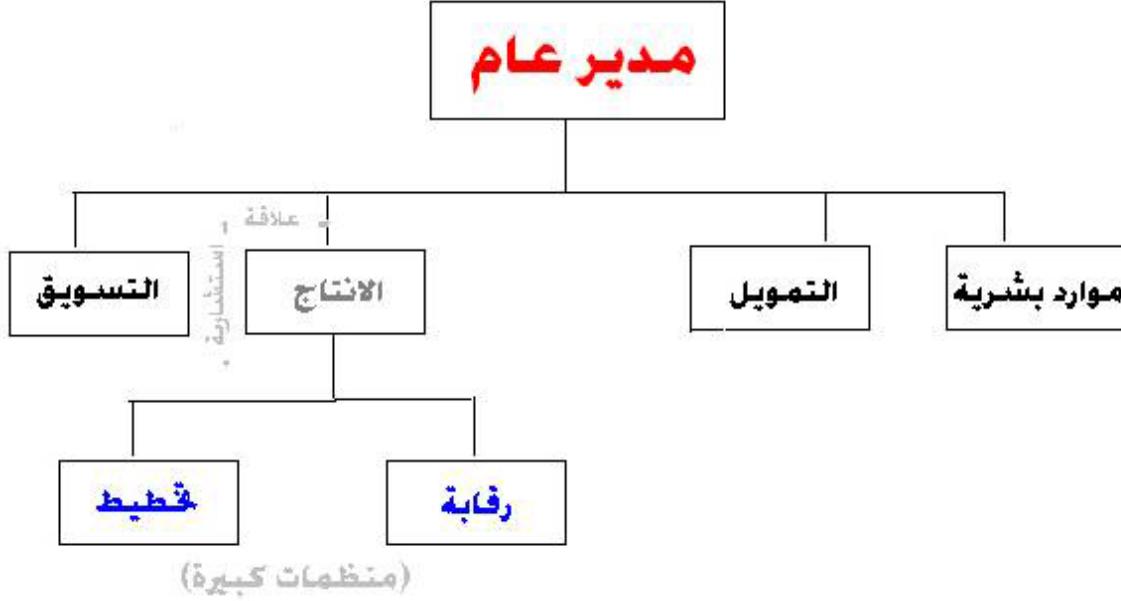 مدير عام
علاقة
استشارية
موارد بشرية
التمويل
الانتاج
التسويق
رقابة
تخطيط
(منظمات كبيرة)